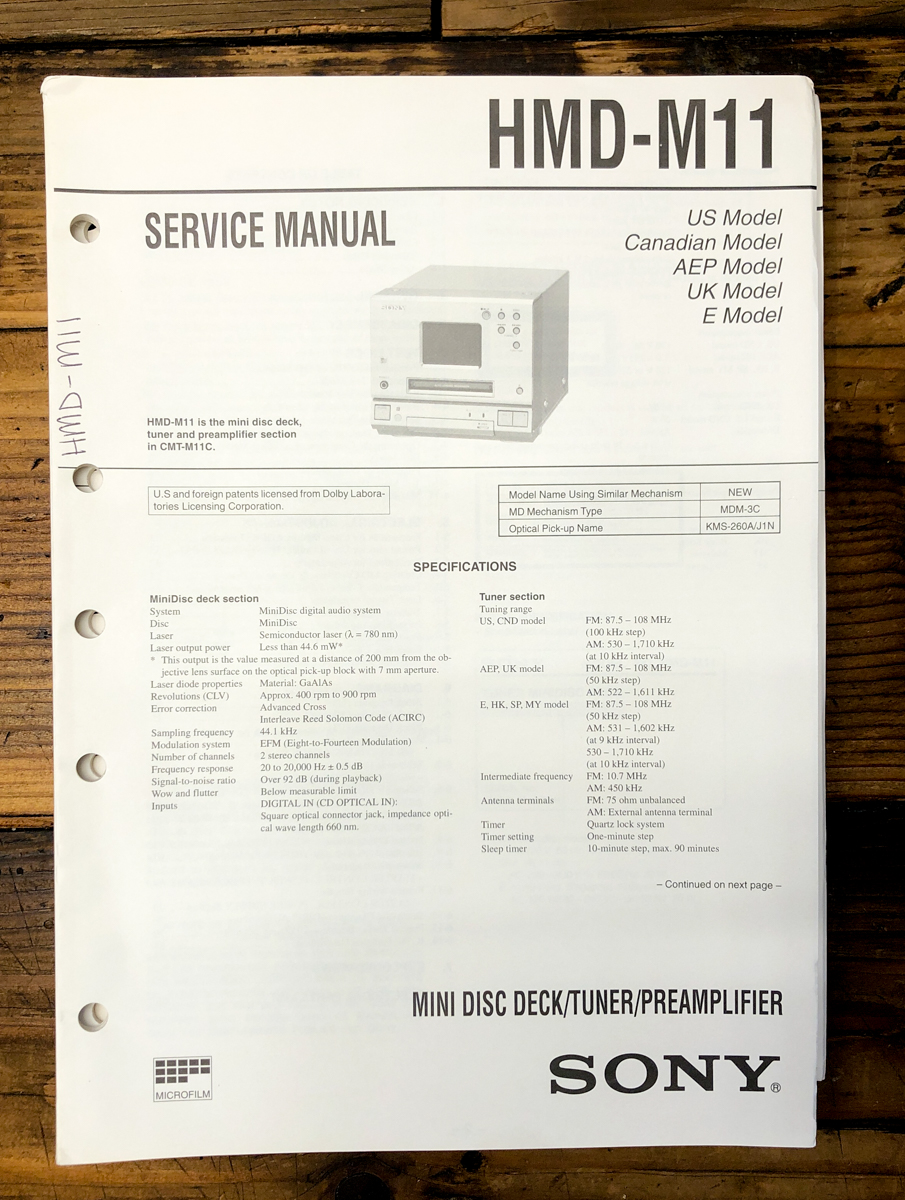 HMD-M11
SERVICE MANUAL
US Model
Canadian Model
AEP Model
UK Model
E Model
HMD-M11
SONY
HMD-M11 is the mini disc deck,
tuner and preamplifier section
in CMT-M11C.
U.S and foreign patents licensed from Dolby Labora-
tories Licensing Corporation.
Model Name Using Similar Mechanism NEW
MD Mechanism Type MDM-3C
Optical Pick-up Name KMS-260A/J1N
SPECIFICATIONS
MiniDisc deck section
System MiniDisc digital audio system
Disc MiniDisc
Laser Semiconductor laser (λ = 780 nm)
Laser output power Less than 44.6 mW*
* This output is the value measured at a distance of 200 mm from the ob-
jective lens surface on the optical pick-up block with 7 mm aperture.
Laser diode properties Material: GaAlAs
Revolutions (CLV) Approx. 400 rpm to 900 rpm
Error correction Advanced Cross
Interleave Reed Solomon Code (ACIRC)
Sampling frequency 44.1 kHz
Modulation system EFM (Eight-to-Fourteen Modulation)
Number of channels 2 stereo channels
Frequency response 20 to 20,000 Hz ± 0.5 dB
Signal-to-noise ratio Over 92 dB (during playback)
Wow and flutter Below measurable limit
Inputs DIGITAL IN (CD OPTICAL IN):
Square optical connector jack, impedance opti-
cal wave length 660 nm.
Tuner section
Tuning range
US, CND model FM: 87.5 – 108 MHz
(100 kHz step)
AM: 530 – 1,710 kHz
(at 10 kHz interval)
AEP, UK model FM: 87.5 – 108 MHz
(50 kHz step)
AM: 522 – 1,611 kHz
E, HK, SP, MY model FM: 87.5 – 108 MHz
(50 kHz step)
AM: 531 – 1,602 kHz
(at 9 kHz interval)
530 – 1,710 kHz
(at 10 kHz interval)
Intermediate frequency FM: 10.7 MHz
AM: 450 kHz
Antenna terminals FM: 75 ohm unbalanced
AM: External antenna terminal
Timer Quartz lock system
Timer setting One-minute step
Sleep timer 10-minute step, max. 90 minutes
– Continued on next page –
MINI DISC DECK/TUNER/PREAMPLIFIER
MICROFILM
SONY®